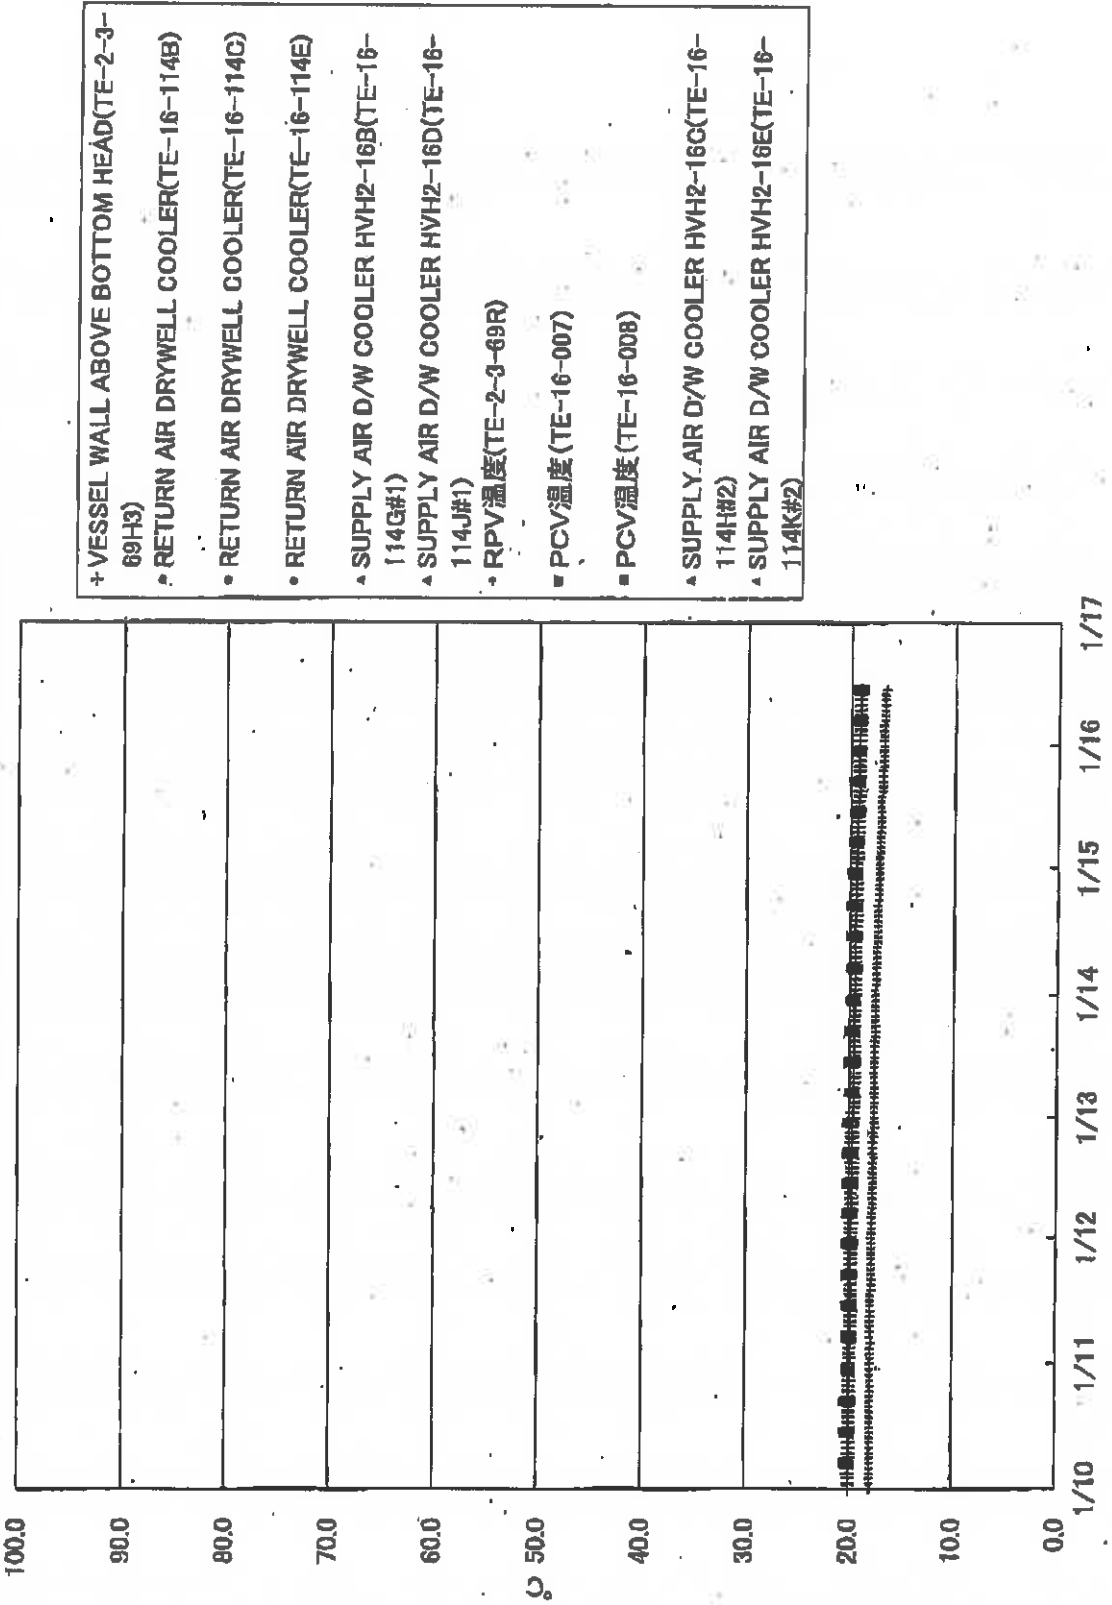 100.0
90.0
80.0
70.0
60.0
50.0
40.0
30.0
20.0
10.0
0.0
℃
1/10
1/11
1/12
1/13
1/14
1/15
1/16
1/17
VESSEL WALL ABOVE BOTTOM HEAD(TE-2-3-
69H3)
RETURN AIR DRYWELL COOLER(TE-16-114B)
RETURN AIR DRYWELL COOLER(TE-16-114C)
RETURN AIR DRYWELL COOLER(TE-16-114E)
SUPPLY AIR D/W COOLER HVH2-16B(TE-16-
114G#1)
SUPPLY AIR D/W COOLER HVH2-16D(TE-16-
114J#1)
RPV温度(TE-2-3-69R)
PCV温度(TE-16-007)
PCV温度(TE-16-008)
SUPPLY AIR D/W COOLER HVH2-16C(TE-16-
114H#2)
SUPPLY AIR D/W COOLER HVH2-16E(TE-16-
114K#2)